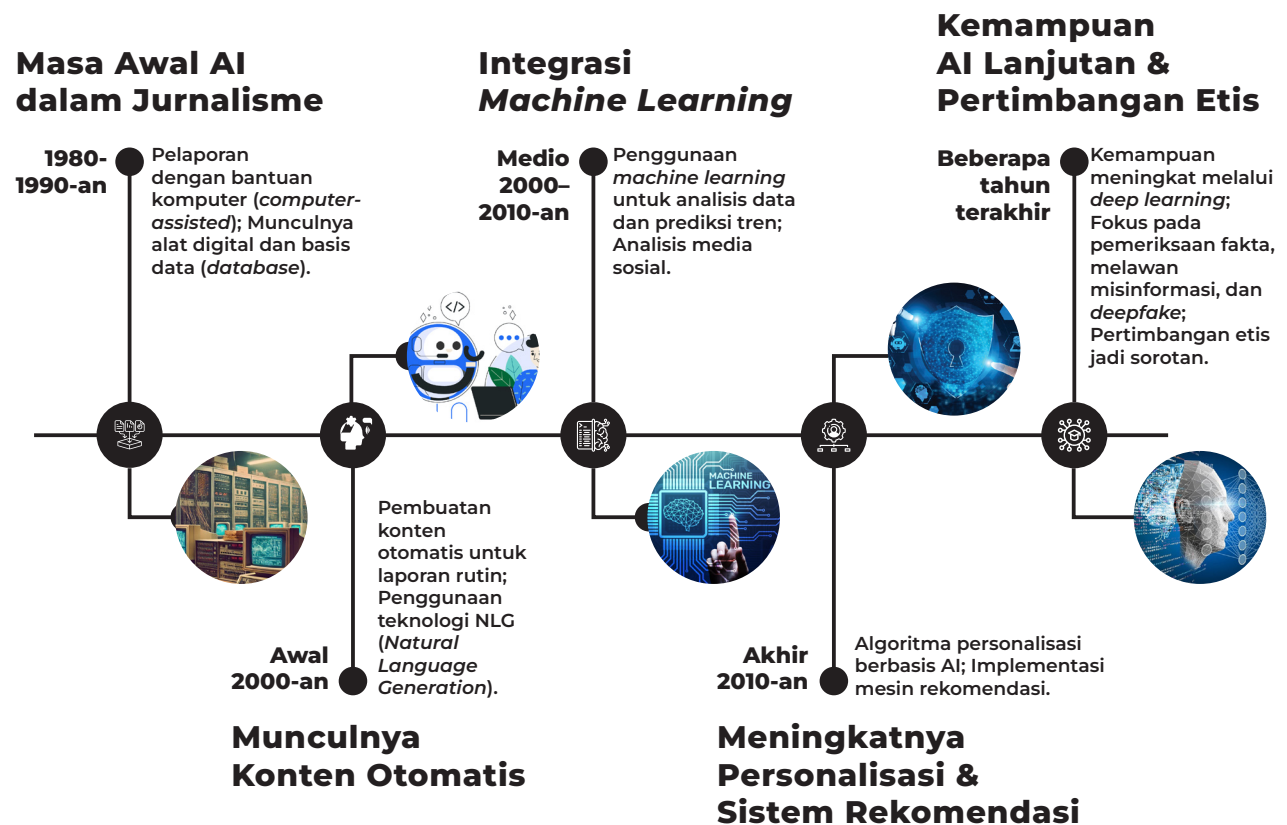 Masa Awal AI
dalam Jurnalisme
1980-
1990-an
Pelaporan
dengan bantuan
komputer (computer-
assisted); Munculnya
alat digital dan basis
data (database).
Munculnya
Konten Otomatis
Awal
2000-an
Pembuatan
konten
otomatis untuk
laporan rutin;
Penggunaan
teknologi NLG
(Natural
Language
Generation).
</>
Integrasi
Machine Learning
Medio
2000–
2010-an
Penggunaan
machine learning
untuk analisis data
dan prediksi tren;
Analisis media
sosial.
MACHINE
LEARNING
Meningkatnya
Personalisasi &
Sistem Rekomendasi
Akhir
2010-an
Algoritma personalisasi
berbasis AI; Implementasi
mesin rekomendasi.
Kemampuan
AI Lanjutan &
Pertimbangan Etis
Beberapa
tahun
terakhir
Kemampuan
meningkat melalui
deep learning;
Fokus pada
pemeriksaan fakta,
melawan
misinformasi, dan
deepfake;
Pertimbangan etis
jadi sorotan.